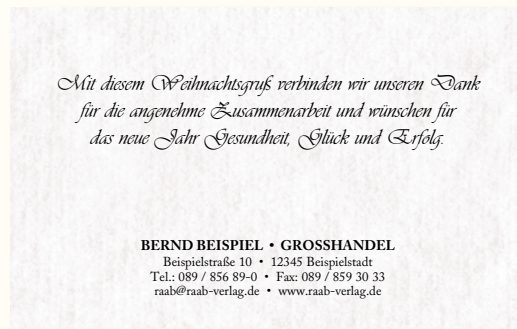 Mit diesem Weihnachtsgruß verbinden wir unseren Dank
für die angenehme Zusammenarbeit und wünschen für
das neue Jahr Gesundheit, Glück und Erfolg.
BERND BEISPIEL • GROSSHANDEL
Beispielstraße 10 • 12345 Beispielstadt
Tel.: 089 / 856 89-0 • Fax: 089 / 859 30 33
raab@raab-verlag.de • www.raab-verlag.de